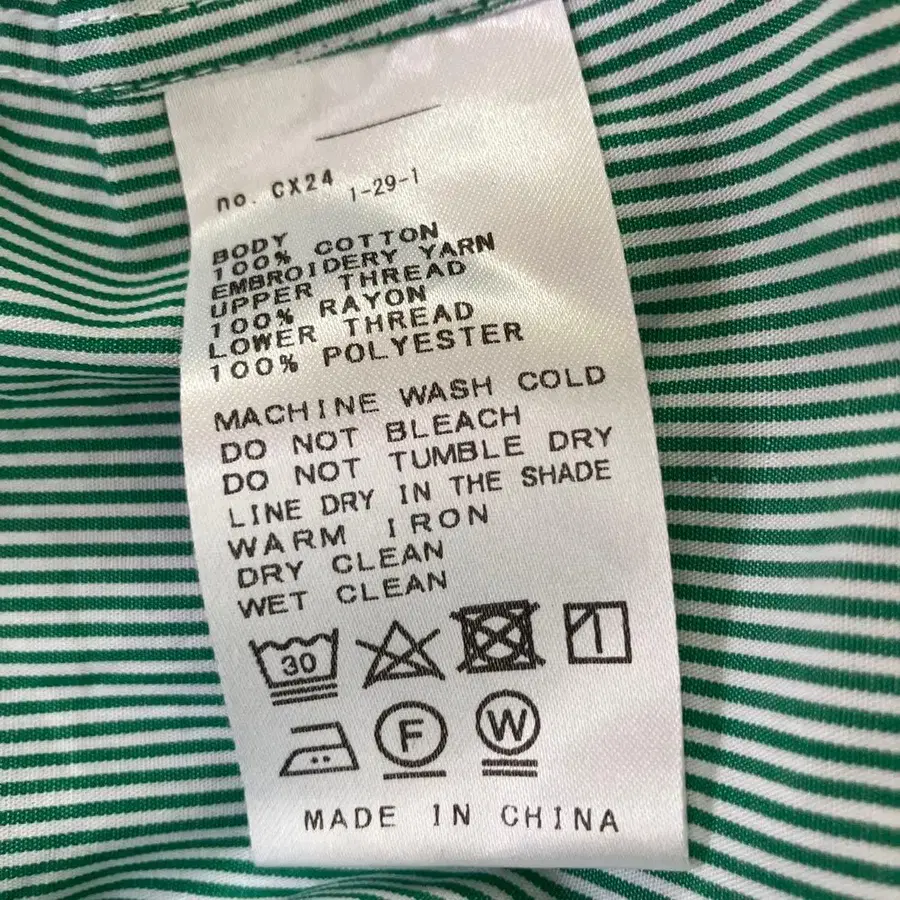 no. CX24 1-29-1
BODY
100% COTTON
EMBROIDERY YARN
UPPER THREAD
100% RAYON
LOWER THREAD
100% POLYESTER
MACHINE WASH COLD
DO NOT BLEACH
DO NOT TUMBLE DRY
LINE DRY IN THE SHADE
WARM IRON
DRY CLEAN
WET CLEAN
30
F W
MADE IN CHINA